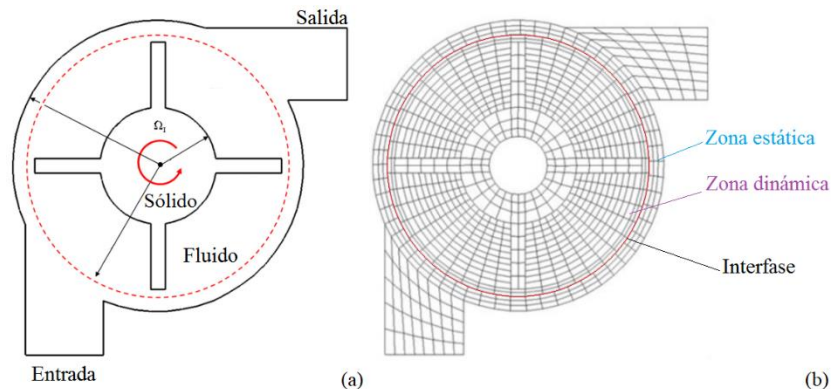 Salida
Ω₁
Sólido
Fluido
Entrada
(a)
Zona estática
Zona dinámica
Interfase
(b)